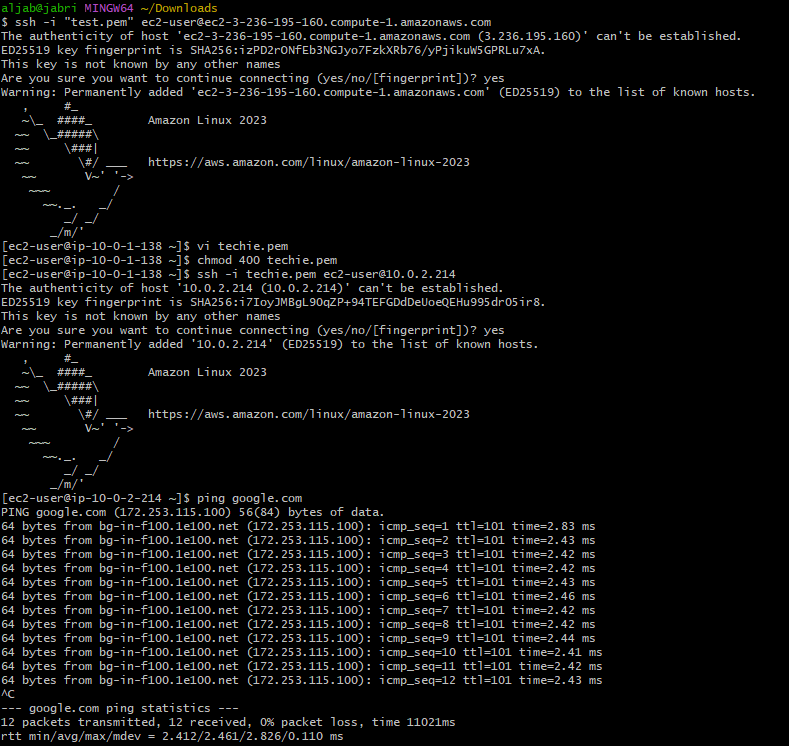 aljab@jabri MINGW64 ~/Downloads
$ ssh -i "test.pem" ec2-user@ec2-3-236-195-160.compute-1.amazonaws.com
The authenticity of host 'ec2-3-236-195-160.compute-1.amazonaws.com (3.236.195.160)' can't be established.
ED25519 key fingerprint is SHA256:izPD2rONfEb3NGJyo7FzkXRb76/yPjikuW5GPRLu7xA.
This key is not known by any other names
Are you sure you want to continue connecting (yes/no/[fingerprint])? yes
Warning: Permanently added 'ec2-3-236-195-160.compute-1.amazonaws.com' (ED25519) to the list of known hosts.
   ,     #_
   ~\_  ####_        Amazon Linux 2023
  ~~  \_#####\
  ~~     \###|
  ~~       \#/ ___   https://aws.amazon.com/linux/amazon-linux-2023
   ~~       V~' '->
    ~~~         /
      ~~._.   _/
         _/ _/
       _/m/'
[ec2-user@ip-10-0-1-138 ~]$ vi techie.pem
[ec2-user@ip-10-0-1-138 ~]$ chmod 400 techie.pem
[ec2-user@ip-10-0-1-138 ~]$ ssh -i techie.pem ec2-user@10.0.2.214
The authenticity of host '10.0.2.214 (10.0.2.214)' can't be established.
ED25519 key fingerprint is SHA256:i7IoyJMBgL9OqZP+94TEFGDdDeUoeQEHu995dr05ir8.
This key is not known by any other names
Are you sure you want to continue connecting (yes/no/[fingerprint])? yes
Warning: Permanently added '10.0.2.214' (ED25519) to the list of known hosts.
   ,     #_
   ~\_  ####_        Amazon Linux 2023
  ~~  \_#####\
  ~~     \###|
  ~~       \#/ ___   https://aws.amazon.com/linux/amazon-linux-2023
   ~~       V~' '->
    ~~~         /
      ~~._.   _/
         _/ _/
       _/m/'
[ec2-user@ip-10-0-2-214 ~]$ ping google.com
PING google.com (172.253.115.100) 56(84) bytes of data.
64 bytes from bg-in-f100.1e100.net (172.253.115.100): icmp_seq=1 ttl=101 time=2.83 ms
64 bytes from bg-in-f100.1e100.net (172.253.115.100): icmp_seq=2 ttl=101 time=2.43 ms
64 bytes from bg-in-f100.1e100.net (172.253.115.100): icmp_seq=3 ttl=101 time=2.42 ms
64 bytes from bg-in-f100.1e100.net (172.253.115.100): icmp_seq=4 ttl=101 time=2.42 ms
64 bytes from bg-in-f100.1e100.net (172.253.115.100): icmp_seq=5 ttl=101 time=2.43 ms
64 bytes from bg-in-f100.1e100.net (172.253.115.100): icmp_seq=6 ttl=101 time=2.46 ms
64 bytes from bg-in-f100.1e100.net (172.253.115.100): icmp_seq=7 ttl=101 time=2.42 ms
64 bytes from bg-in-f100.1e100.net (172.253.115.100): icmp_seq=8 ttl=101 time=2.42 ms
64 bytes from bg-in-f100.1e100.net (172.253.115.100): icmp_seq=9 ttl=101 time=2.44 ms
64 bytes from bg-in-f100.1e100.net (172.253.115.100): icmp_seq=10 ttl=101 time=2.41 ms
64 bytes from bg-in-f100.1e100.net (172.253.115.100): icmp_seq=11 ttl=101 time=2.42 ms
64 bytes from bg-in-f100.1e100.net (172.253.115.100): icmp_seq=12 ttl=101 time=2.43 ms
^C
--- google.com ping statistics ---
12 packets transmitted, 12 received, 0% packet loss, time 11021ms
rtt min/avg/max/mdev = 2.412/2.461/2.826/0.110 ms